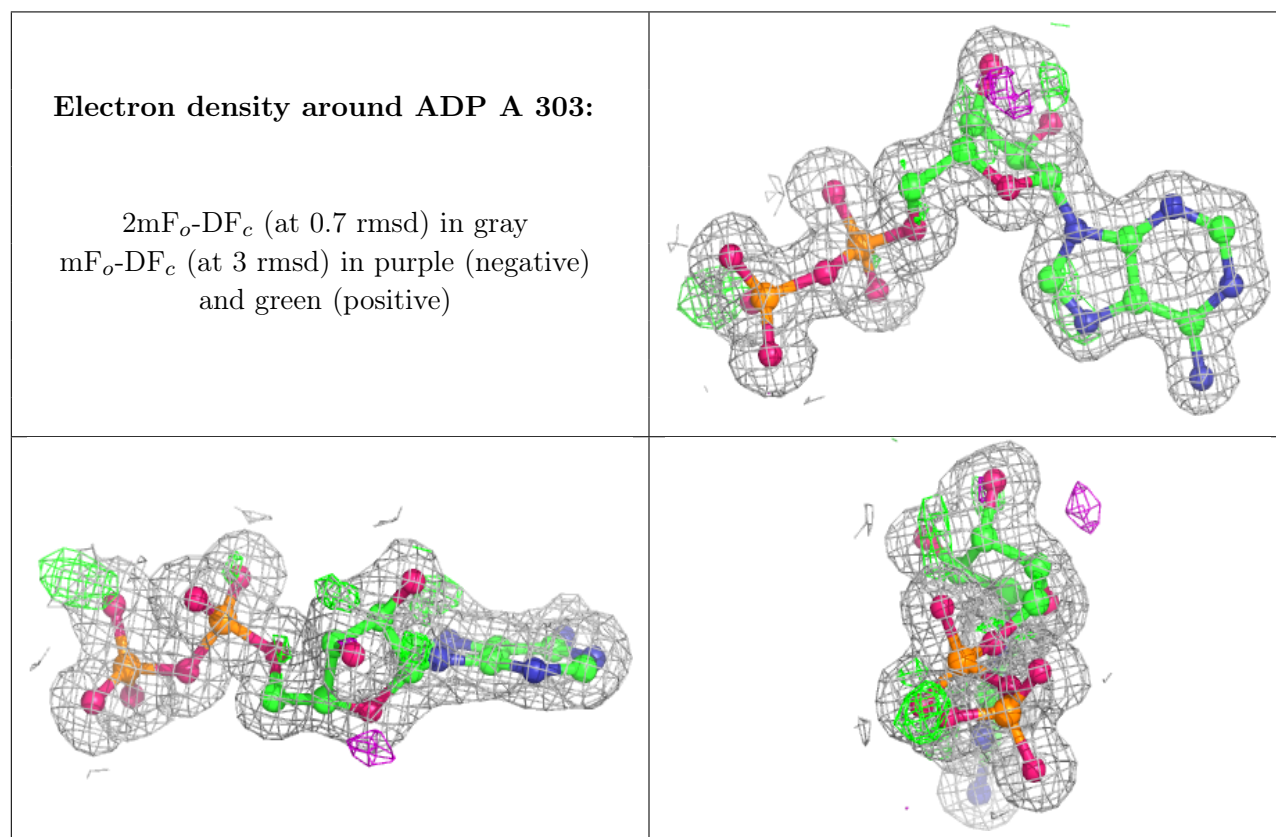 Electron density around ADP A 303:
2mFₒ-DF𝒸 (at 0.7 rmsd) in gray
mFₒ-DF𝒸 (at 3 rmsd) in purple (negative)
and green (positive)